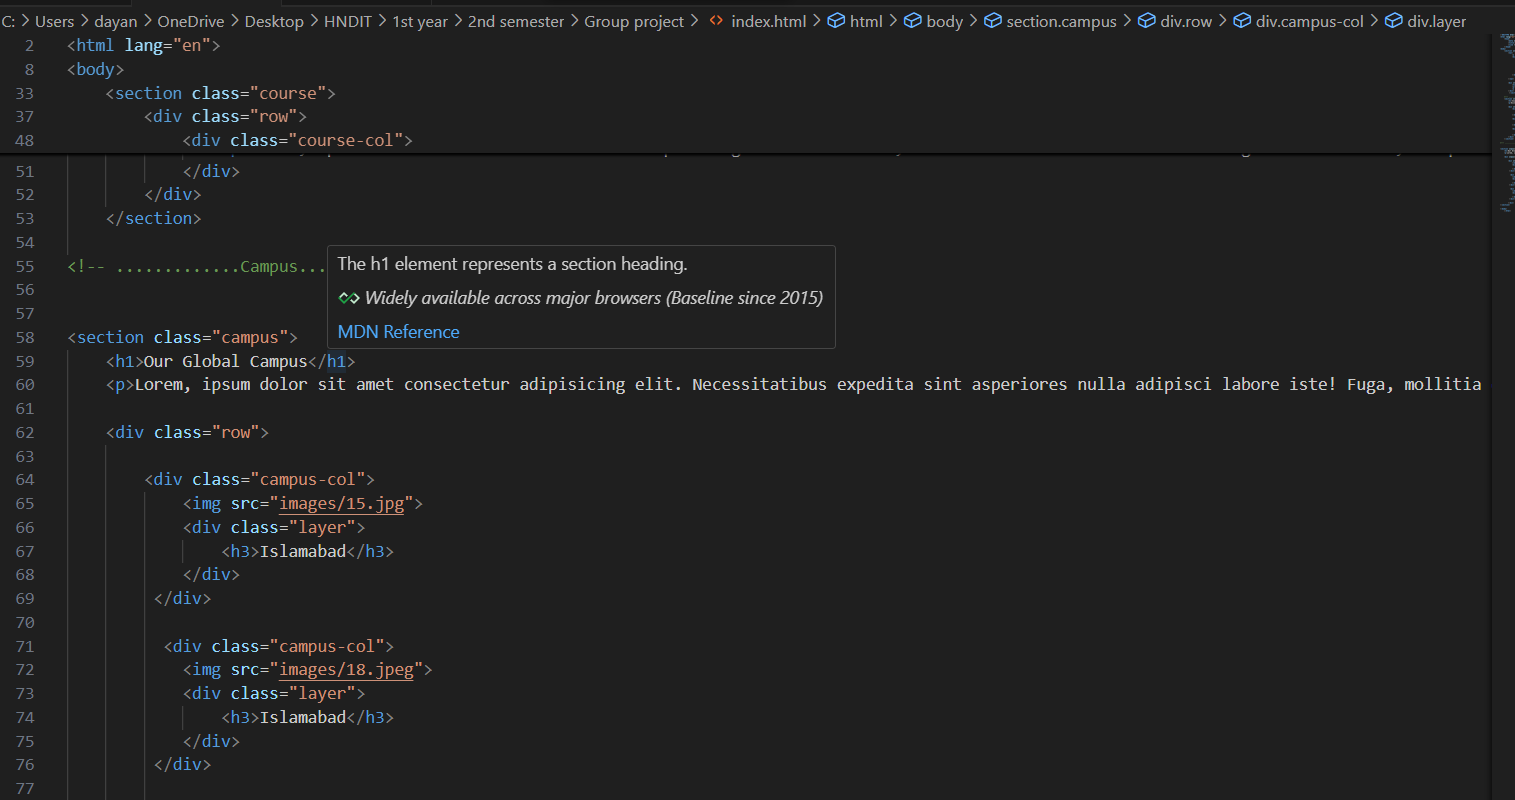 C: > Users > dayan > OneDrive > Desktop > HNDIT > 1st year > 2nd semester > Group project > index.html > html > body > section.campus > div.row > div.campus-col > div.layer
2 <html lang="en">
8 <body>
33 <section class="course">
37 <div class="row">
48 <div class="course-col">
51 </div>
52 </div>
53 </section>
54
55 <!-- .............Campus...
The h1 element represents a section heading.
56
Widely available across major browsers (Baseline since 2015)
57
MDN Reference
58 <section class="campus">
59 <h1>Our Global Campus</h1>
60 <p>Lorem, ipsum dolor sit amet consectetur adipisicing elit. Necessitatibus expedita sint asperiores nulla adipisci labore iste! Fuga, mollitia
61
62 <div class="row">
63
64 <div class="campus-col">
65 <img src="images/15.jpg">
66 <div class="layer">
67 <h3>Islamabad</h3>
68 </div>
69 </div>
70
71 <div class="campus-col">
72 <img src="images/18.jpeg">
73 <div class="layer">
74 <h3>Islamabad</h3>
75 </div>
76 </div>
77